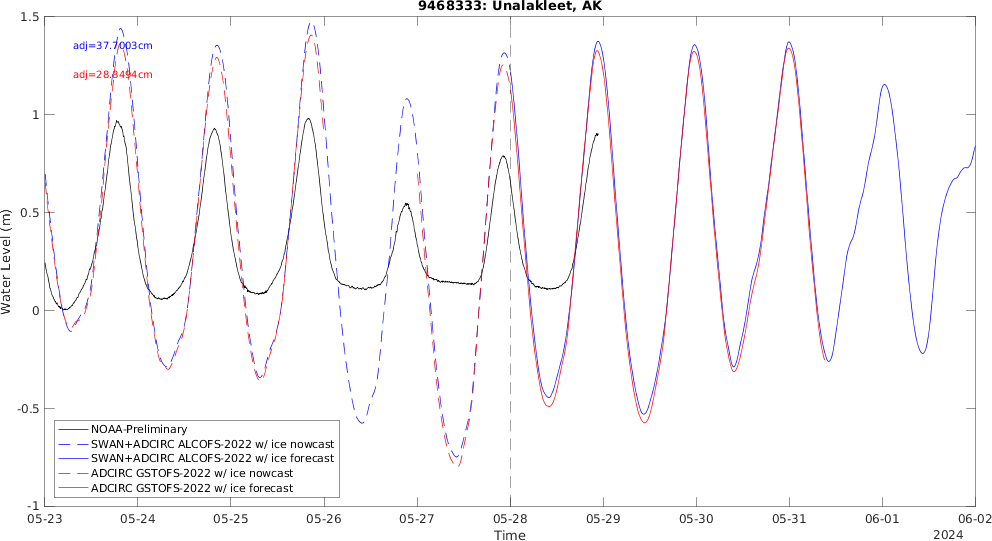 9468333: Unalakleet, AK
1.5
adj=37.7003cm
adj=28.8494cm
1
0.5
0
-0.5
-1
Water Level (m)
NOAA-Preliminary
SWAN+ADCIRC ALCOFS-2022 w/ ice nowcast
SWAN+ADCIRC ALCOFS-2022 w/ ice forecast
ADCIRC GSTOFS-2022 w/ ice nowcast
ADCIRC GSTOFS-2022 w/ ice forecast
05-23 05-24 05-25 05-26 05-27 05-28 05-29 05-30 05-31 06-01 06-02
Time
2024